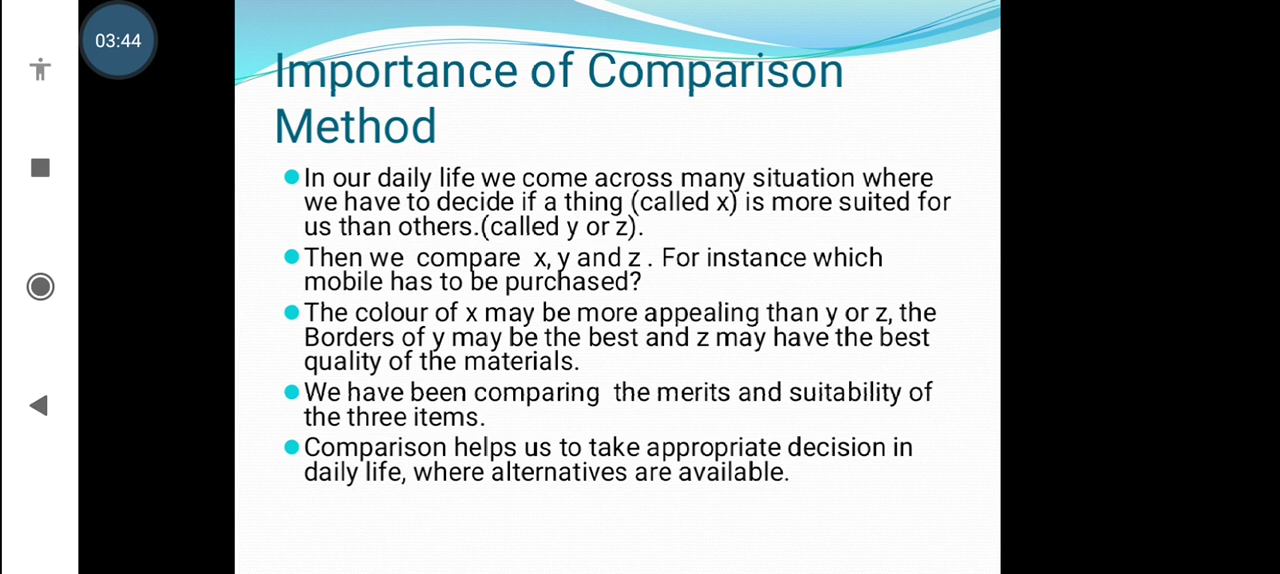 03:44
Importance of Comparison
Method
In our daily life we come across many situation where
we have to decide if a thing (called x) is more suited for
us than others.(called y or z).
Then we  compare  x, y and z . For instance which
mobile has to be purchased?
The colour of x may be more appealing than y or z, the
Borders of y may be the best and z may have the best
quality of the materials.
We have been comparing  the merits and suitability of
the three items.
Comparison helps us to take appropriate decision in
daily life, where alternatives are available.